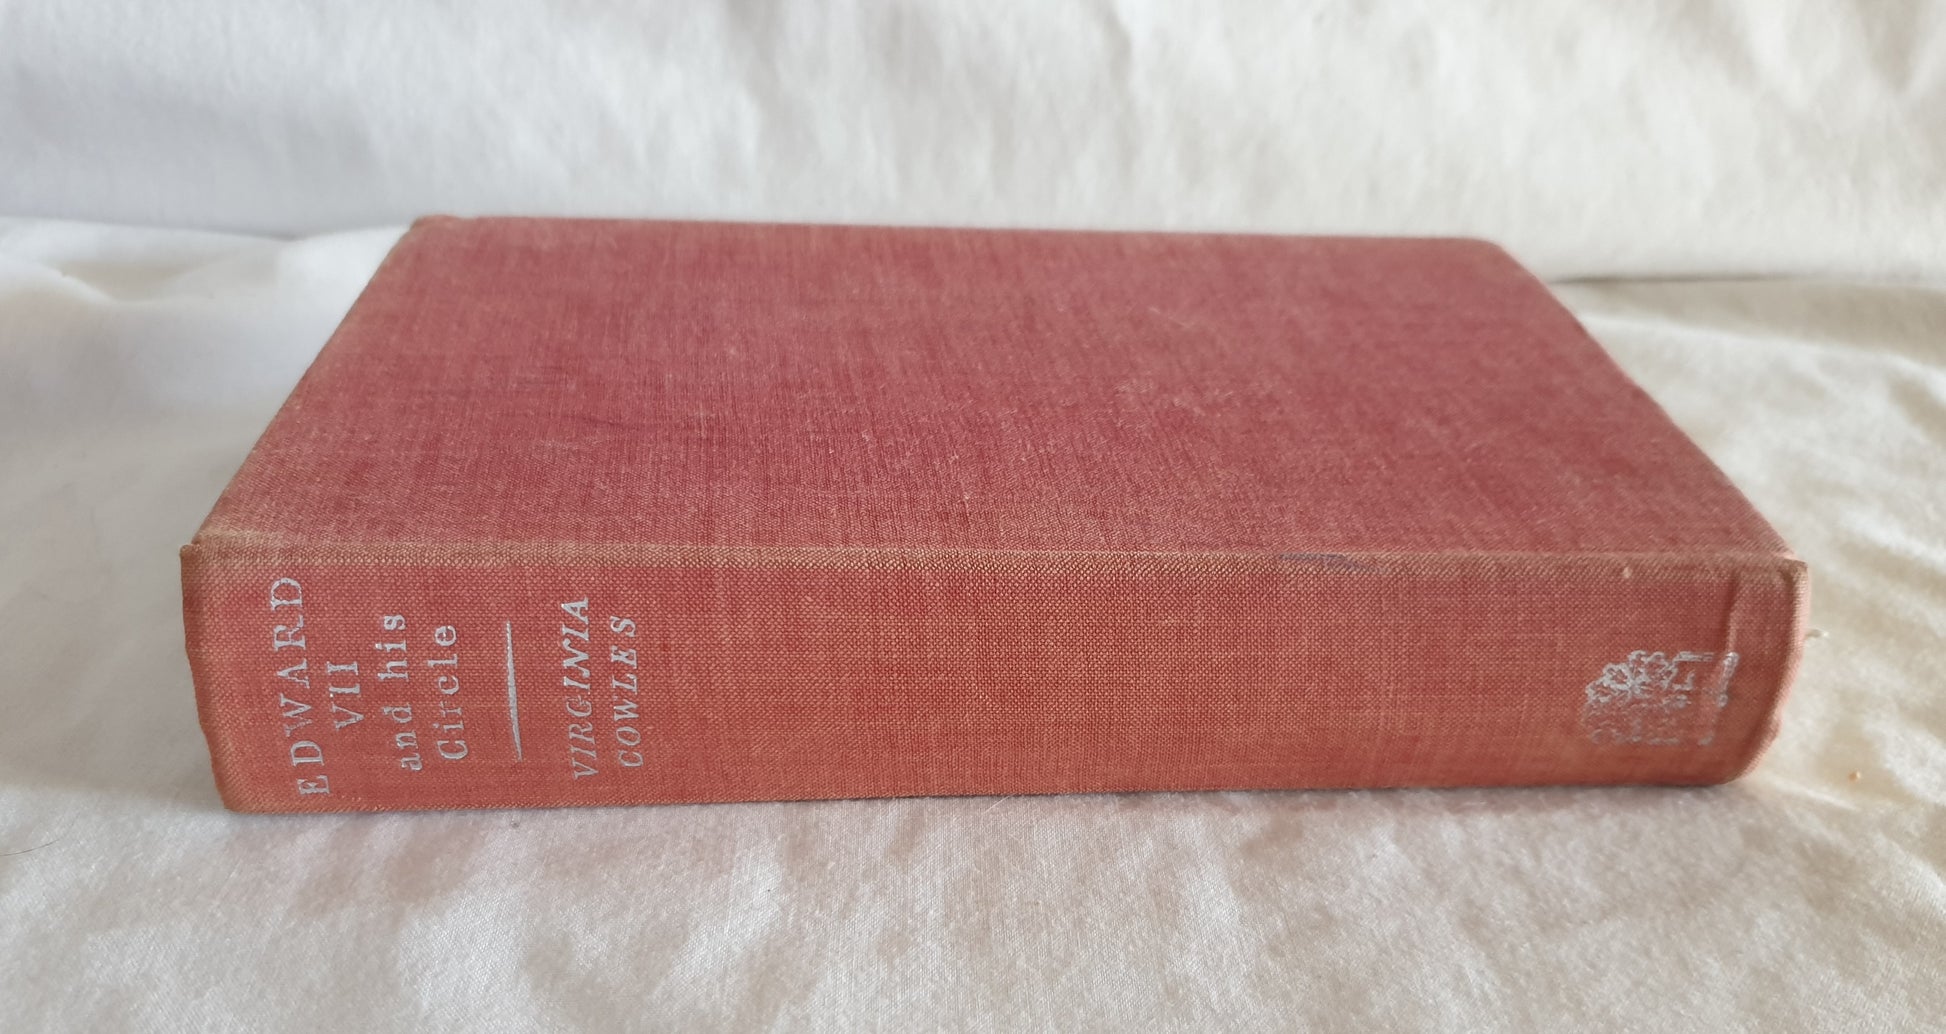 EDWARD
VII
and his
Circle
VIRGINIA
COWLES